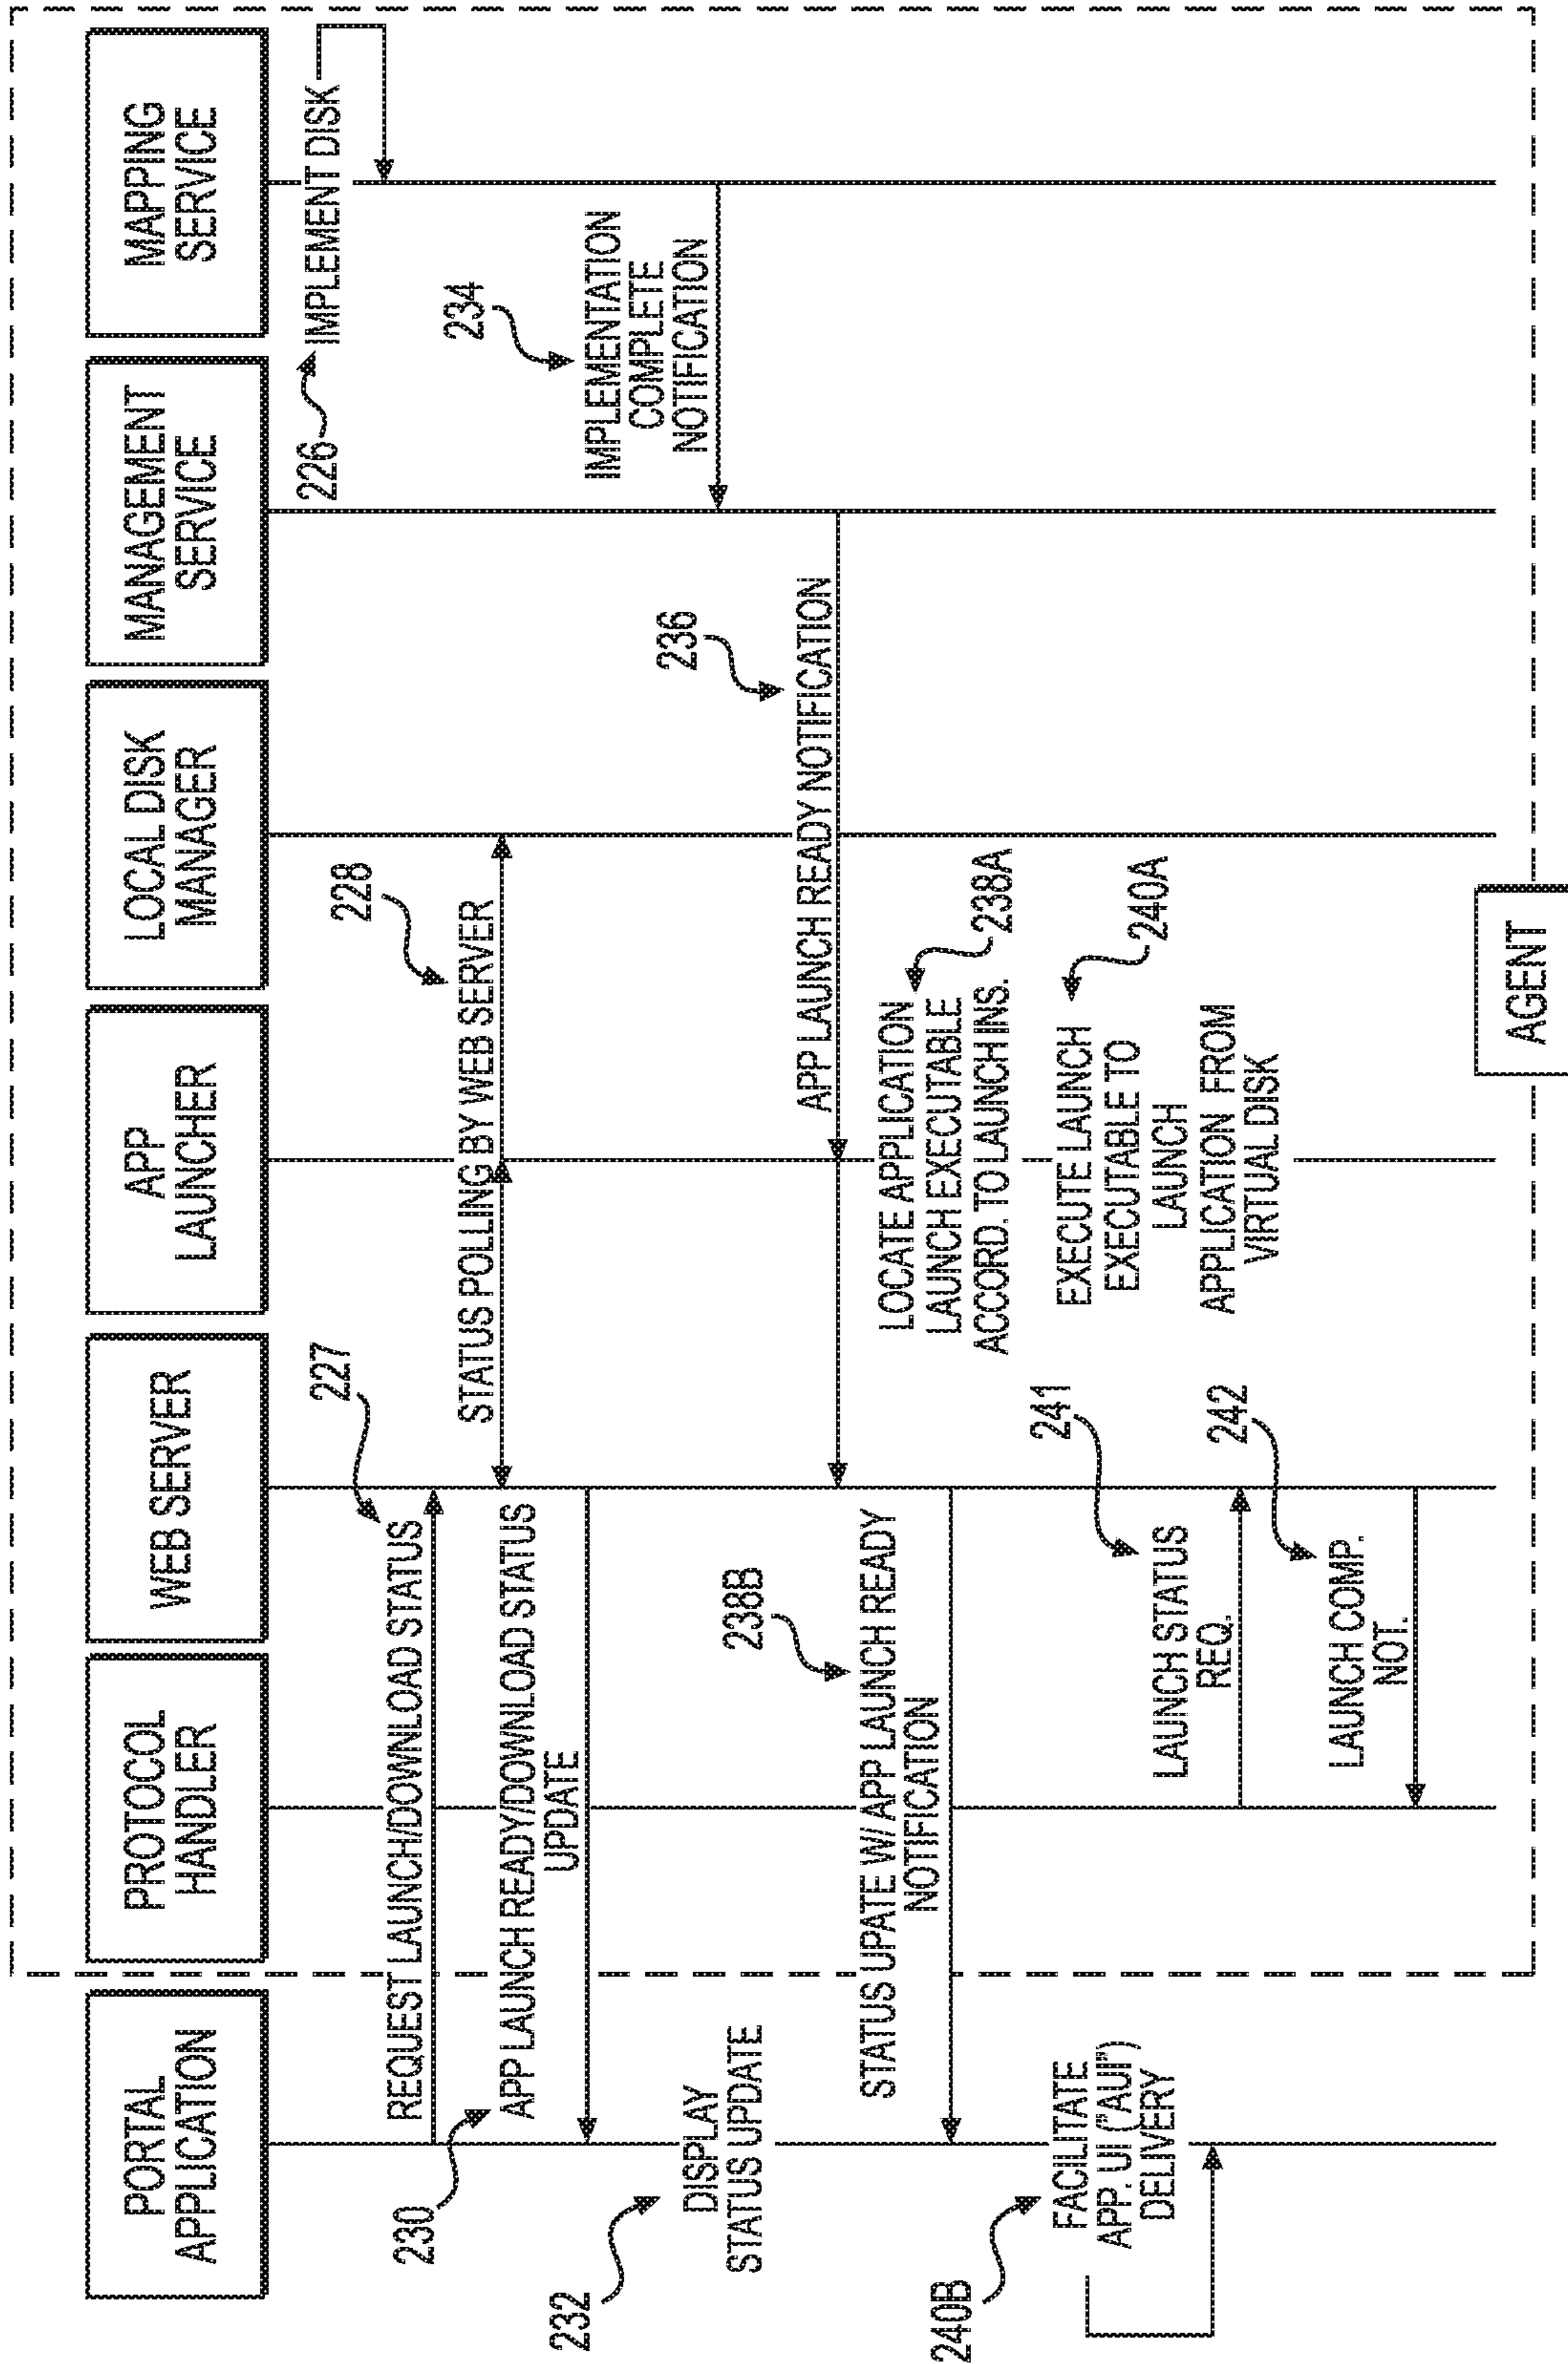 PORTAL
APPLICATION
PROTOCOL
HANDLER
WEB SERVER
APP
LAUNCHER
LOCAL DISK
MANAGER
MANAGEMENT
SERVICE
MAPPING
SERVICE
226
IMPLEMENT DISK
227
REQUEST LAUNCH/DOWNLOAD STATUS
228
STATUS POLLING BY WEB SERVER
230
APP LAUNCH READY/DOWNLOAD STATUS
UPDATE
232
DISPLAY
STATUS UPDATE
234
IMPLEMENTATION
COMPLETE
NOTIFICATION
236
APP LAUNCH READY NOTIFICATION
238B
STATUS UPATE W/ APP LAUNCH READY
NOTIFICATION
238A
LOCATE APPLICATION
LAUNCH EXECUTABLE
ACCORD. TO LAUNCH INS.
240B
FACILITATE
APP. UI ("AUI")
DELIVERY
240A
EXECUTE LAUNCH
EXECUTABLE TO
LAUNCH
APPLICATION FROM
VIRTUAL DISK
241
LAUNCH STATUS
REQ.
242
LAUNCH COMP.
NOT.
AGENT